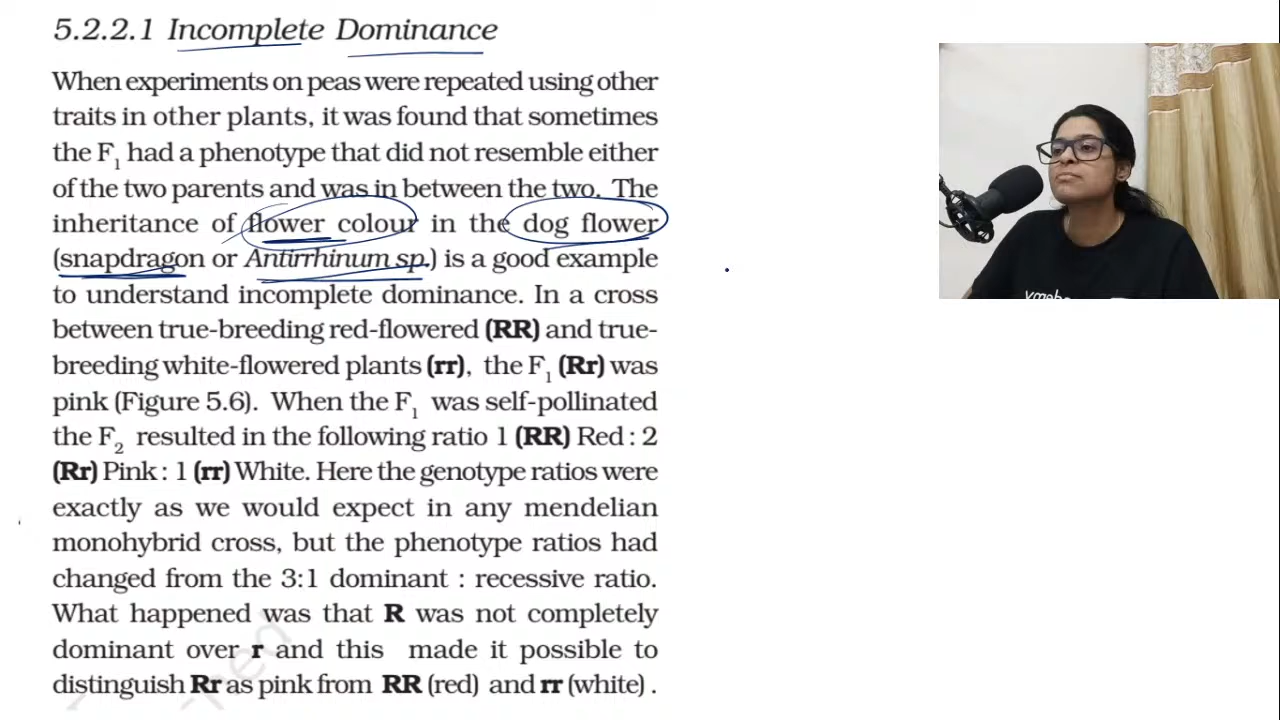 5.2.2.1 Incomplete Dominance
When experiments on peas were repeated using other
traits in other plants, it was found that sometimes
the F1 had a phenotype that did not resemble either
of the two parents and was in between the two. The
inheritance of flower colour in the dog flower
(snapdragon or Antirrhinum sp.) is a good example
to understand incomplete dominance. In a cross
between true-breeding red-flowered (RR) and true-
breeding white-flowered plants (rr), the F1 (Rr) was
pink (Figure 5.6). When the F1 was self-pollinated
the F2 resulted in the following ratio 1 (RR) Red : 2
(Rr) Pink : 1 (rr) White. Here the genotype ratios were
exactly as we would expect in any mendelian
monohybrid cross, but the phenotype ratios had
changed from the 3:1 dominant : recessive ratio.
What happened was that R was not completely
dominant over r and this made it possible to
distinguish Rr as pink from RR (red) and rr (white) .